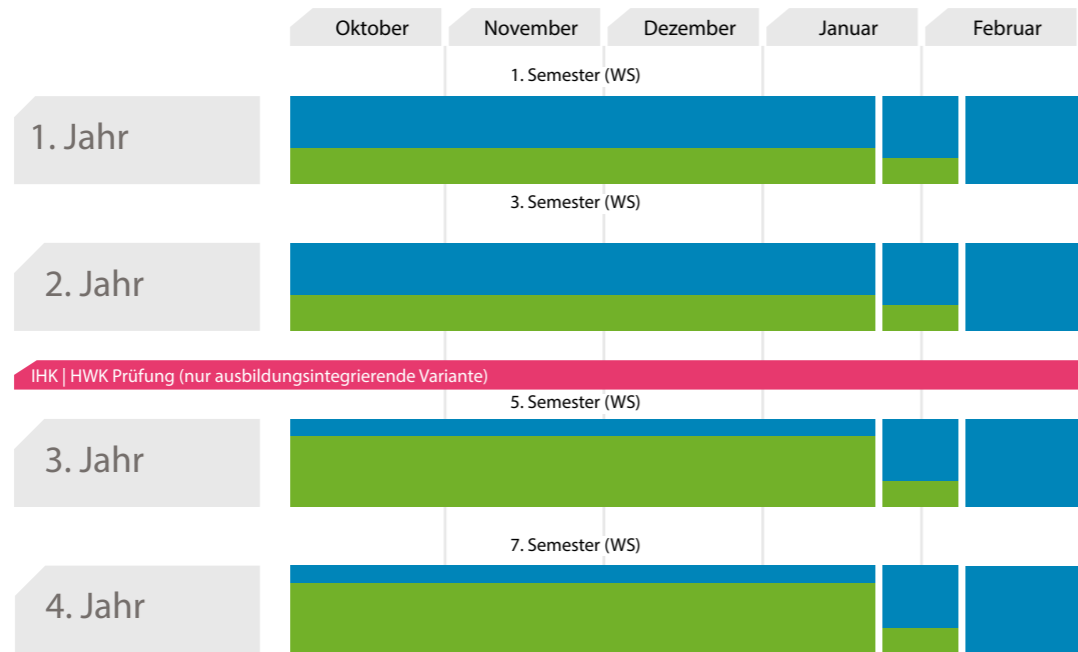 Oktober
November
Dezember
Januar
Februar
1. Semester (WS)
1. Jahr
3. Semester (WS)
2. Jahr
IHK | HWK Prüfung (nur ausbildungsintegrierende Variante)
5. Semester (WS)
3. Jahr
7. Semester (WS)
4. Jahr